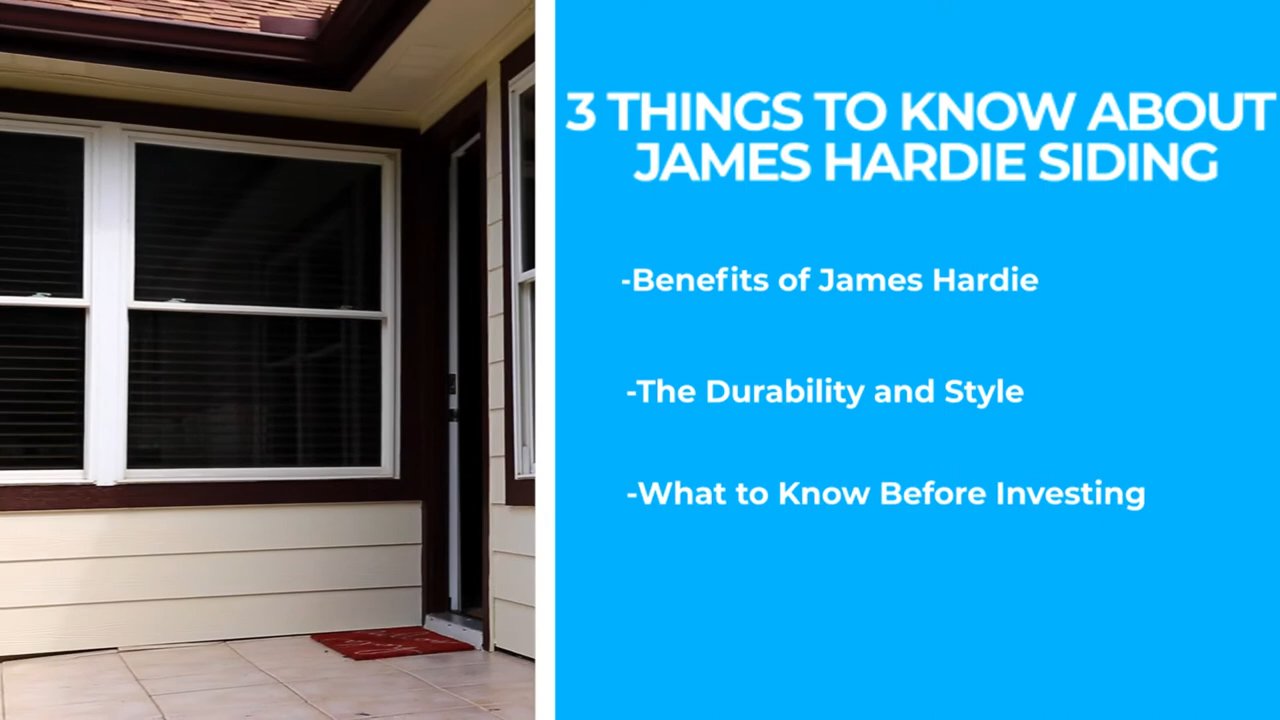 3 THINGS TO KNOW ABOUT
JAMES HARDIE SIDING
-Benefits of James Hardie
-The Durability and Style
-What to Know Before Investing